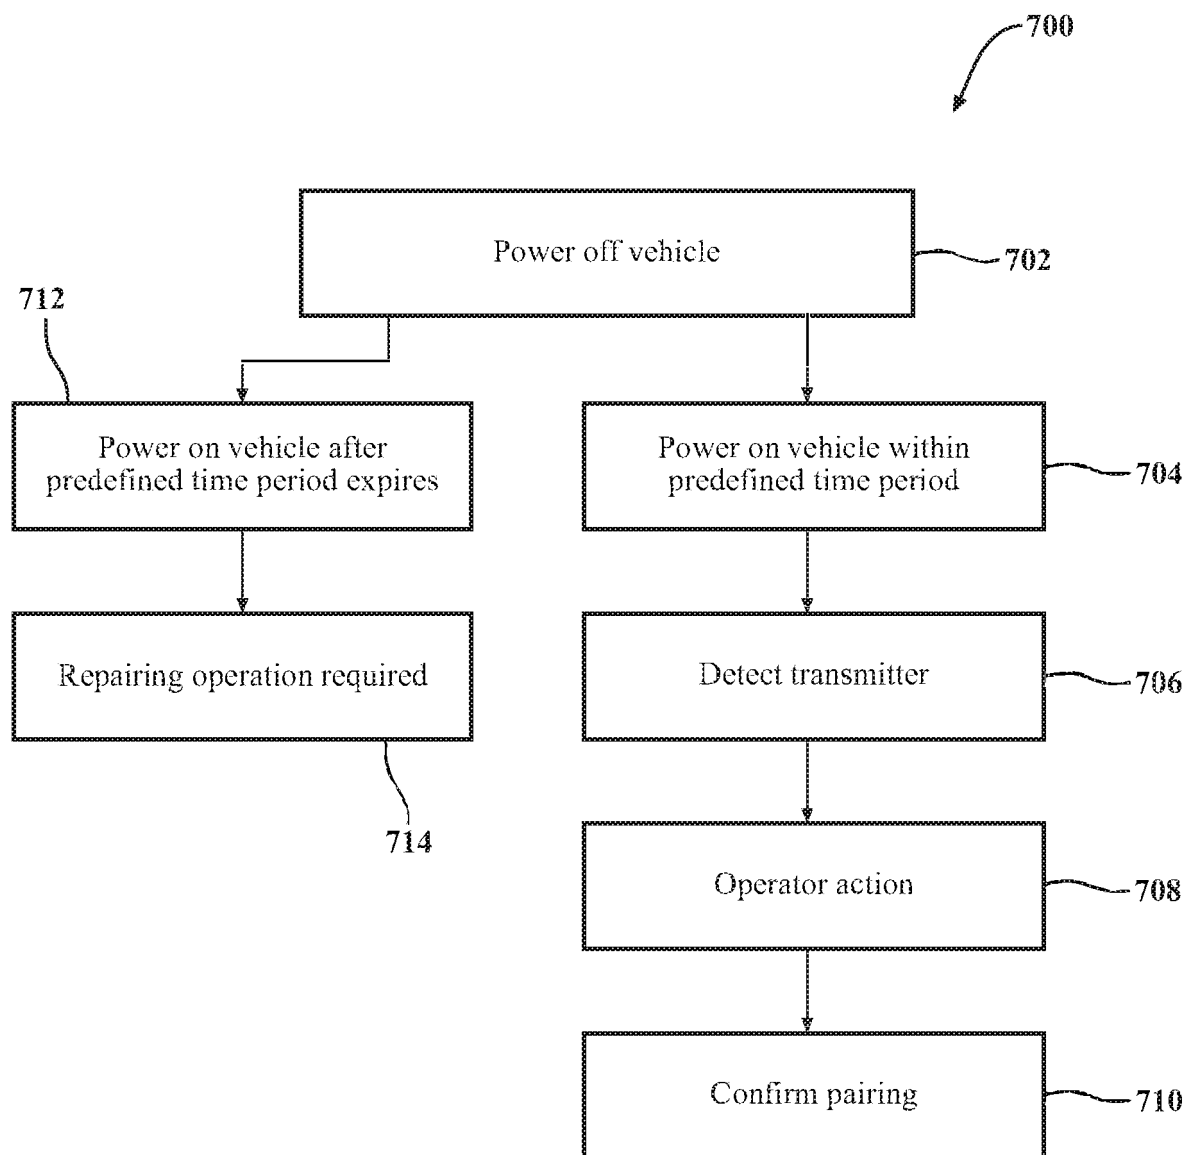 700
Power off vehicle
702
712
Power on vehicle after
predefined time period expires
Power on vehicle within
predefined time period
704
Repairing operation required
714
Detect transmitter
706
Operator action
708
Confirm pairing
710